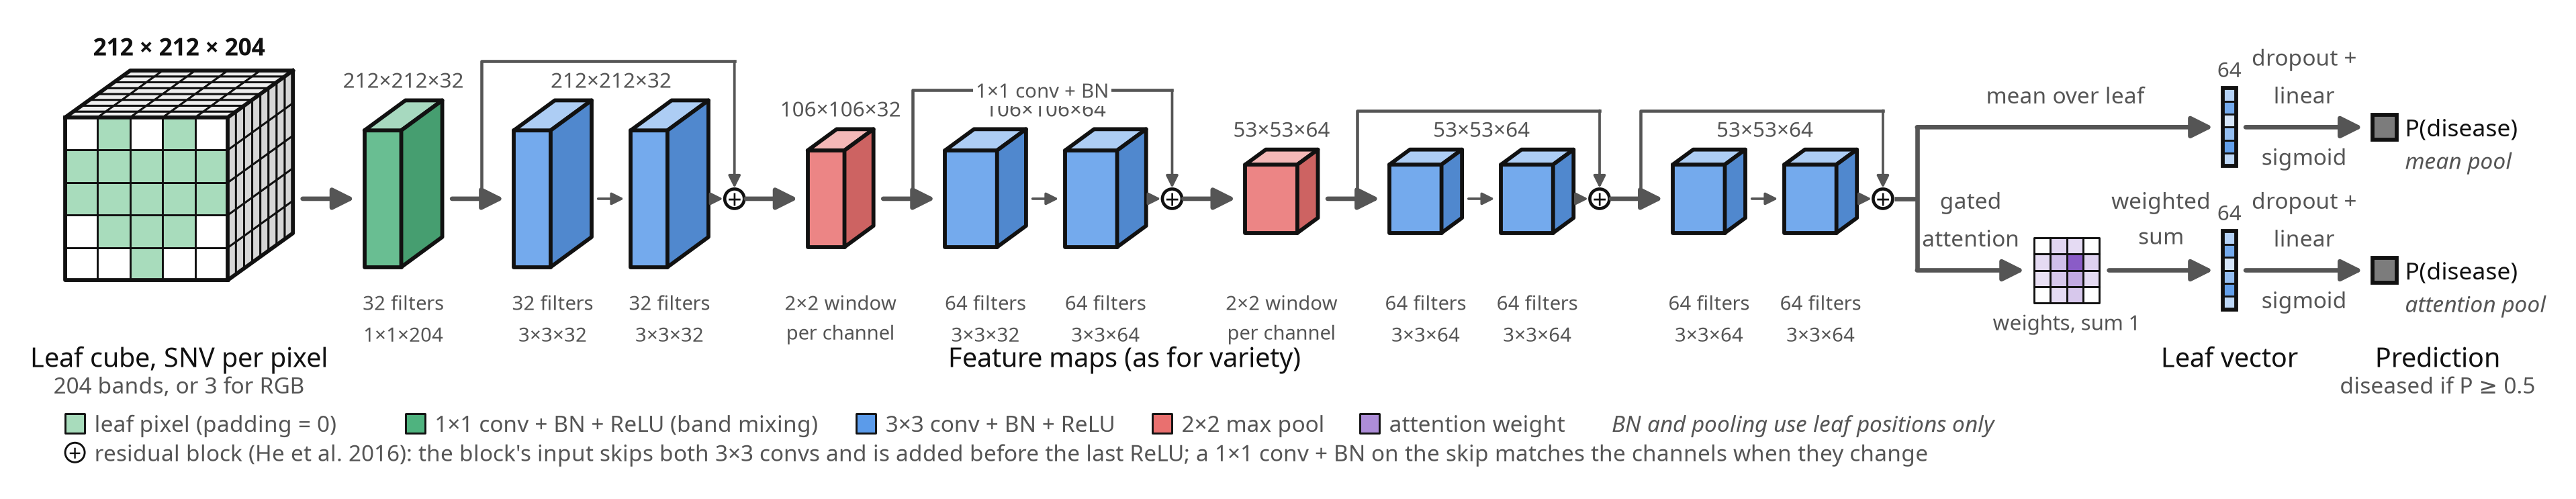 212 × 212 × 204
212×212×32
212×212×32
106×106×32
1×1 conv + BN
106×106×64
53×53×64
53×53×64
53×53×64
mean over leaf
64
dropout +
linear
sigmoid
P(disease)
mean pool
gated
attention
weights, sum 1
weighted
sum
64
dropout +
linear
sigmoid
P(disease)
attention pool
32 filters
1×1×204
32 filters
3×3×32
32 filters
3×3×32
2×2 window
per channel
64 filters
3×3×32
64 filters
3×3×64
2×2 window
per channel
64 filters
3×3×64
64 filters
3×3×64
64 filters
3×3×64
64 filters
3×3×64
Leaf cube, SNV per pixel
204 bands, or 3 for RGB
Feature maps (as for variety)
Leaf vector
Prediction
diseased if P ≥ 0.5
leaf pixel (padding = 0)
1×1 conv + BN + ReLU (band mixing)
3×3 conv + BN + ReLU
2×2 max pool
attention weight
BN and pooling use leaf positions only
residual block (He et al. 2016): the block's input skips both 3×3 convs and is added before the last ReLU; a 1×1 conv + BN on the skip matches the channels when they change